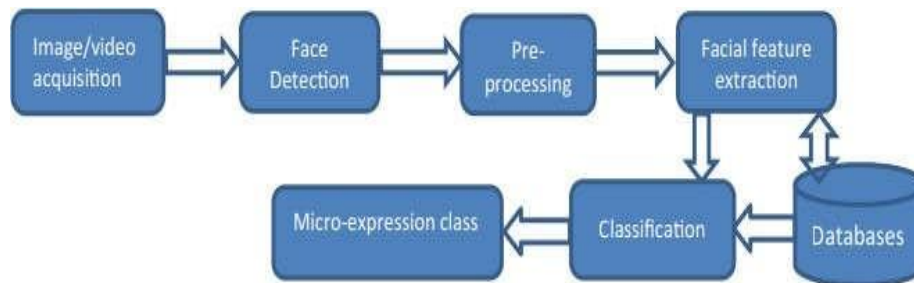 Image/video
acquisition
Face
Detection
Pre-
processing
Facial feature
extraction
Micro-expression class
Classification
Databases